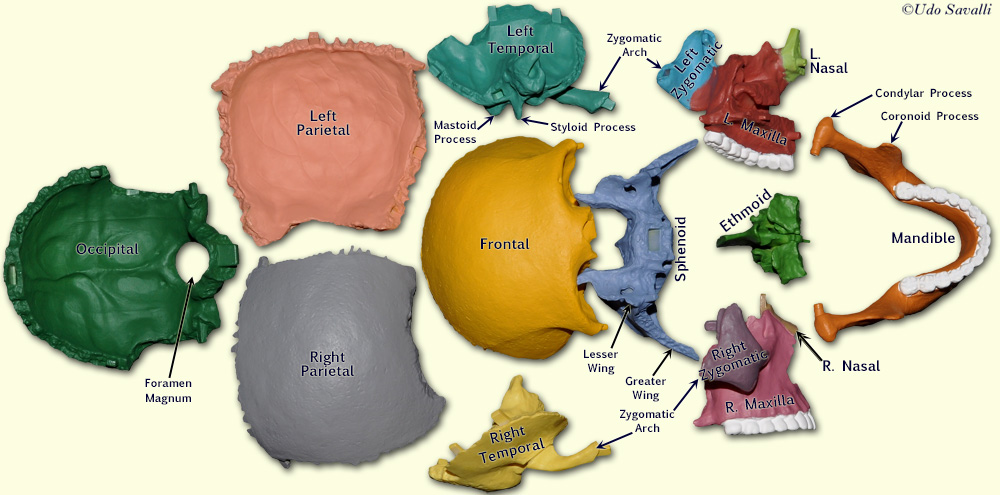 ©Udo Savalli
Left
Temporal
Zygomatic
Arch
Left
Zygomatic
L.
Nasal
Left
Parietal
Mastoid
Process
Styloid Process
L. Maxilla
Condylar Process
Coronoid Process
Occipital
Frontal
Sphenoid
Ethmoid
Mandible
Right
Parietal
Foramen
Magnum
Lesser
Wing
Greater
Wing
Right
Zygomatic
R. Nasal
R. Maxilla
Zygomatic
Arch
Right
Temporal